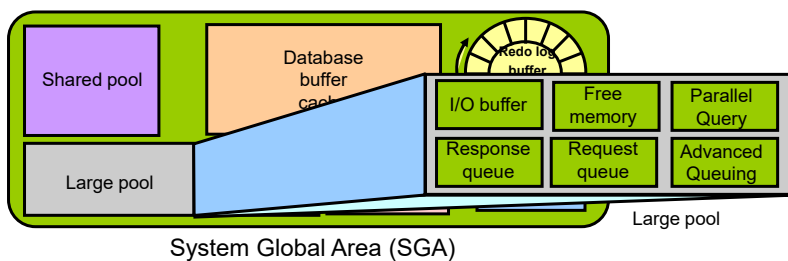 Shared pool
Database
buffer
Redo log
buffer
I/O buffer
Free
memory
Parallel
Query
Response
queue
Request
queue
Advanced
Queuing
Large pool
Large pool
System Global Area (SGA)